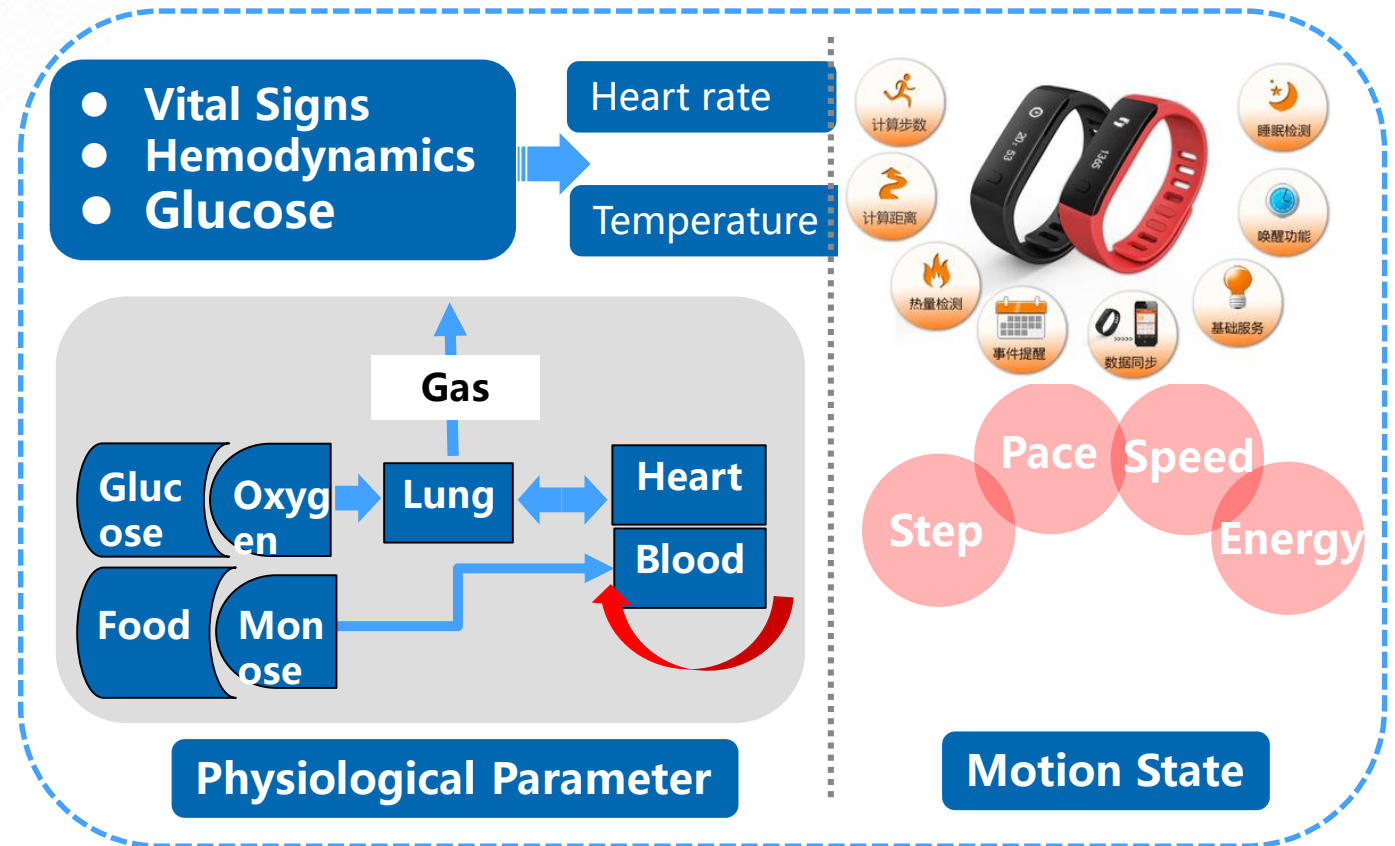 ● Vital Signs
● Hemodynamics
● Glucose
Heart rate
Temperature
Gas
Gluc
ose
Oxyg
en
Lung
Heart
Blood
Food
Mon
ose
Physiological Parameter
计算步数
计算距离
热量检测
事件提醒
数据同步
基础服务
唤醒功能
睡眠检测
20:53
1365
Step
Pace
Speed
Energy
Motion State